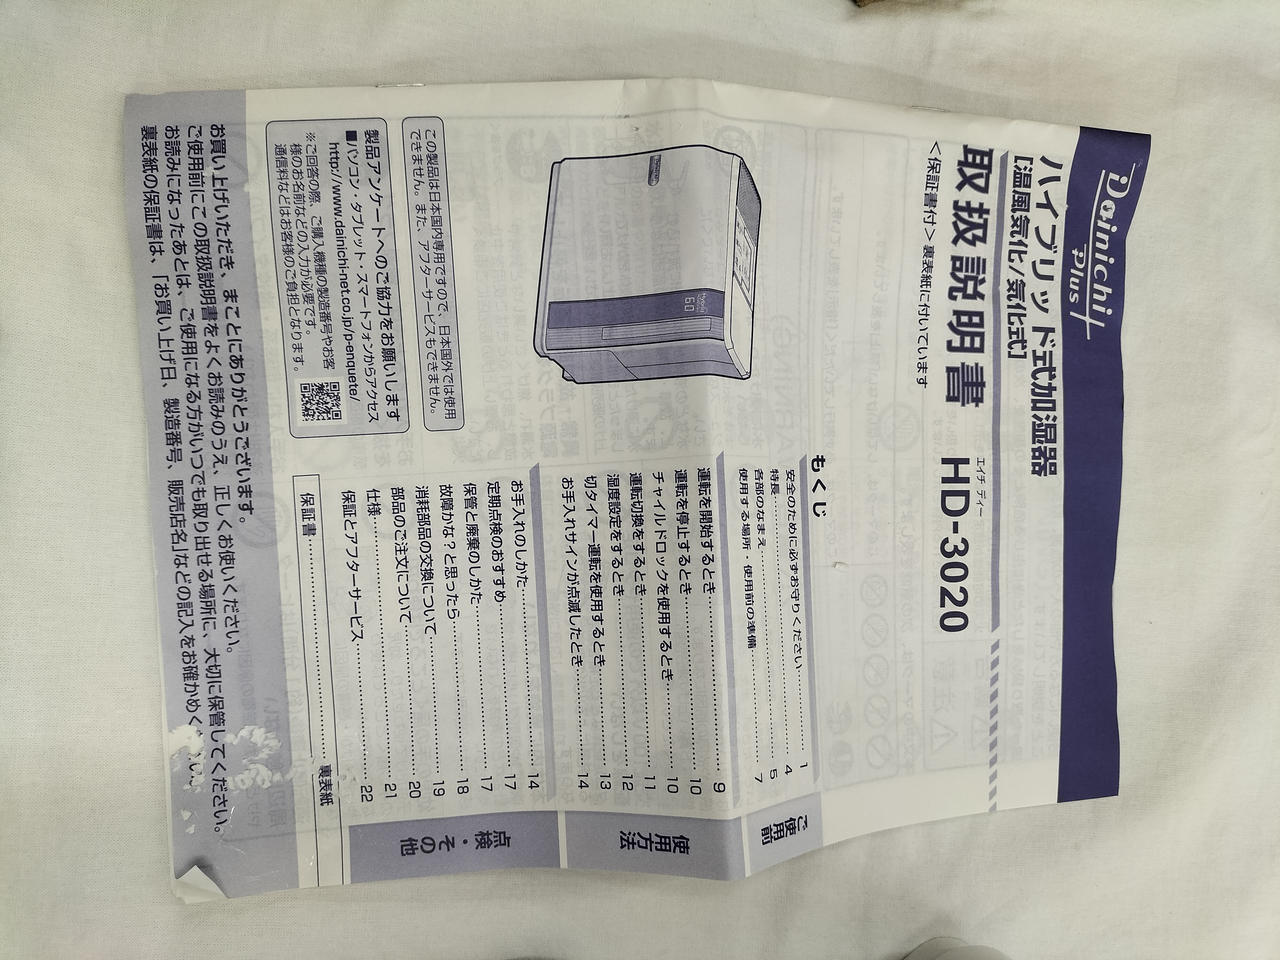 Dainichi
Plus
ハイブリッド式加湿器
[温風気化/気化式]
取扱説明書
エイチ ディー
HD-3020
<保証書付> 裏表紙に付いています
Hybrid
60
この製品は日本国内専用ですので、日本国外では使用
できません。また、アフターサービスもできません。
製品アンケートへのご協力をお願いします
■パソコン・タブレット・スマートフォンからアクセス
http://www.dainichi-net.co.jp/p-enquete/
※ご回答の際、ご購入機種の製造番号やお客
様のお名前などの入力が必要です。
通信料などはお客様のご負担となります。
もくじ
安全のために必ずお守りください 1
特長 4
各部のなまえ 5
使用する場所・使用前の準備 7
ご使用前
運転を開始するとき 9
運転を停止するとき 10
チャイルドロックを使用するとき 10
運転切換をするとき 11
湿度設定をするとき 12
切タイマー運転を使用するとき 13
お手入れサインが点滅したとき 14
使用方法
お手入れのしかた 14
定期点検のおすすめ 17
保管と廃棄のしかた 17
故障かな？と思ったら 18
消耗部品の交換について 19
部品のご注文について 20
仕様 21
保証とアフターサービス 22
点検・その他
保証書 裏表紙
お買い上げいただき、まことにありがとうございます。
ご使用前にこの取扱説明書をよくお読みのうえ、正しくお使いください。
お読みになったあとは、ご使用になる方がいつでも取り出せる場所に、大切に保管してください。
裏表紙の保証書は、「お買い上げ日、製造番号、販売店名」などの記入をお確かめく